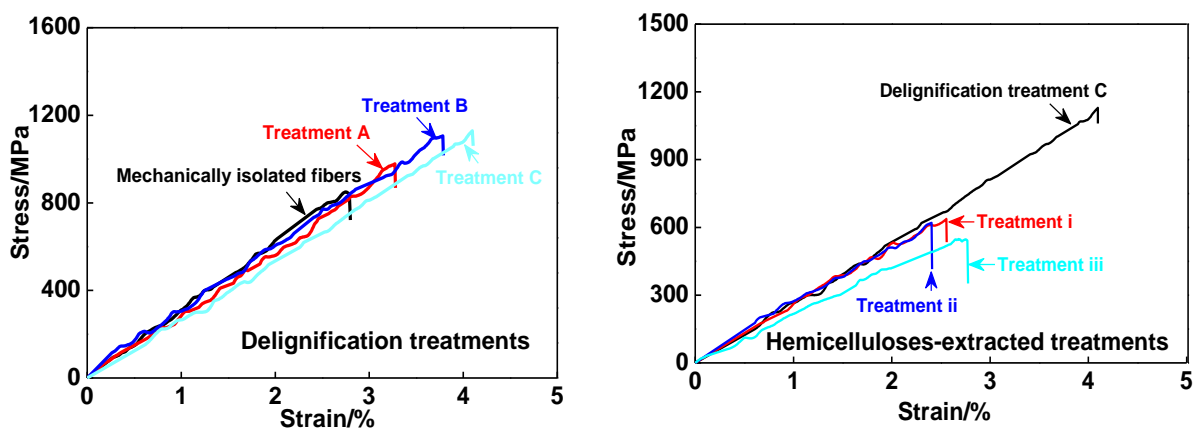 1600
1200
800
400
0
Stress/MPa
Treatment B
Treatment A
Treatment C
Mechanically isolated fibers
Delignification treatments
0 1 2 3 4 5
Strain/%
1500
1200
900
600
300
0
Stress/MPa
Delignification treatment C
Treatment i
Treatment iii
Treatment ii
Hemicelluloses-extracted treatments
0 1 2 3 4 5
Strain/%